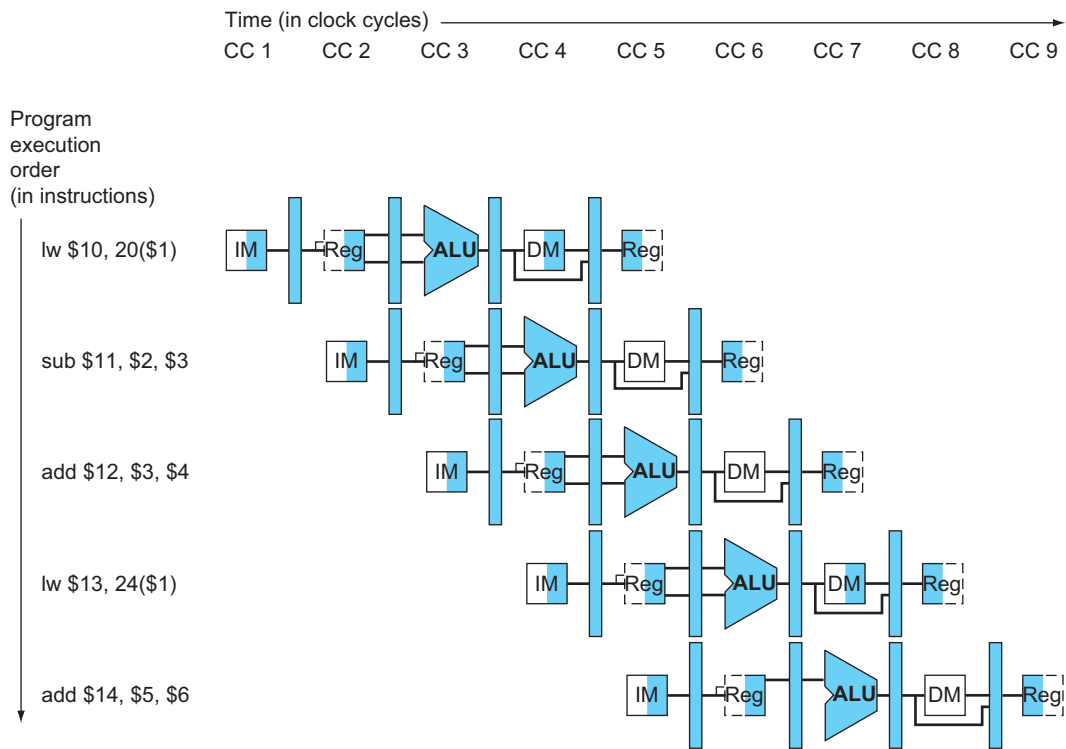 Time (in clock cycles)
CC 1 CC 2 CC 3 CC 4 CC 5 CC 6 CC 7 CC 8 CC 9
Program
execution
order
(in instructions)
lw $10, 20($1) IM Reg ALU DM Reg
sub $11, $2, $3 IM Reg ALU DM Reg
add $12, $3, $4 IM Reg ALU DM Reg
lw $13, 24($1) IM Reg ALU DM Reg
add $14, $5, $6 IM Reg ALU DM Reg